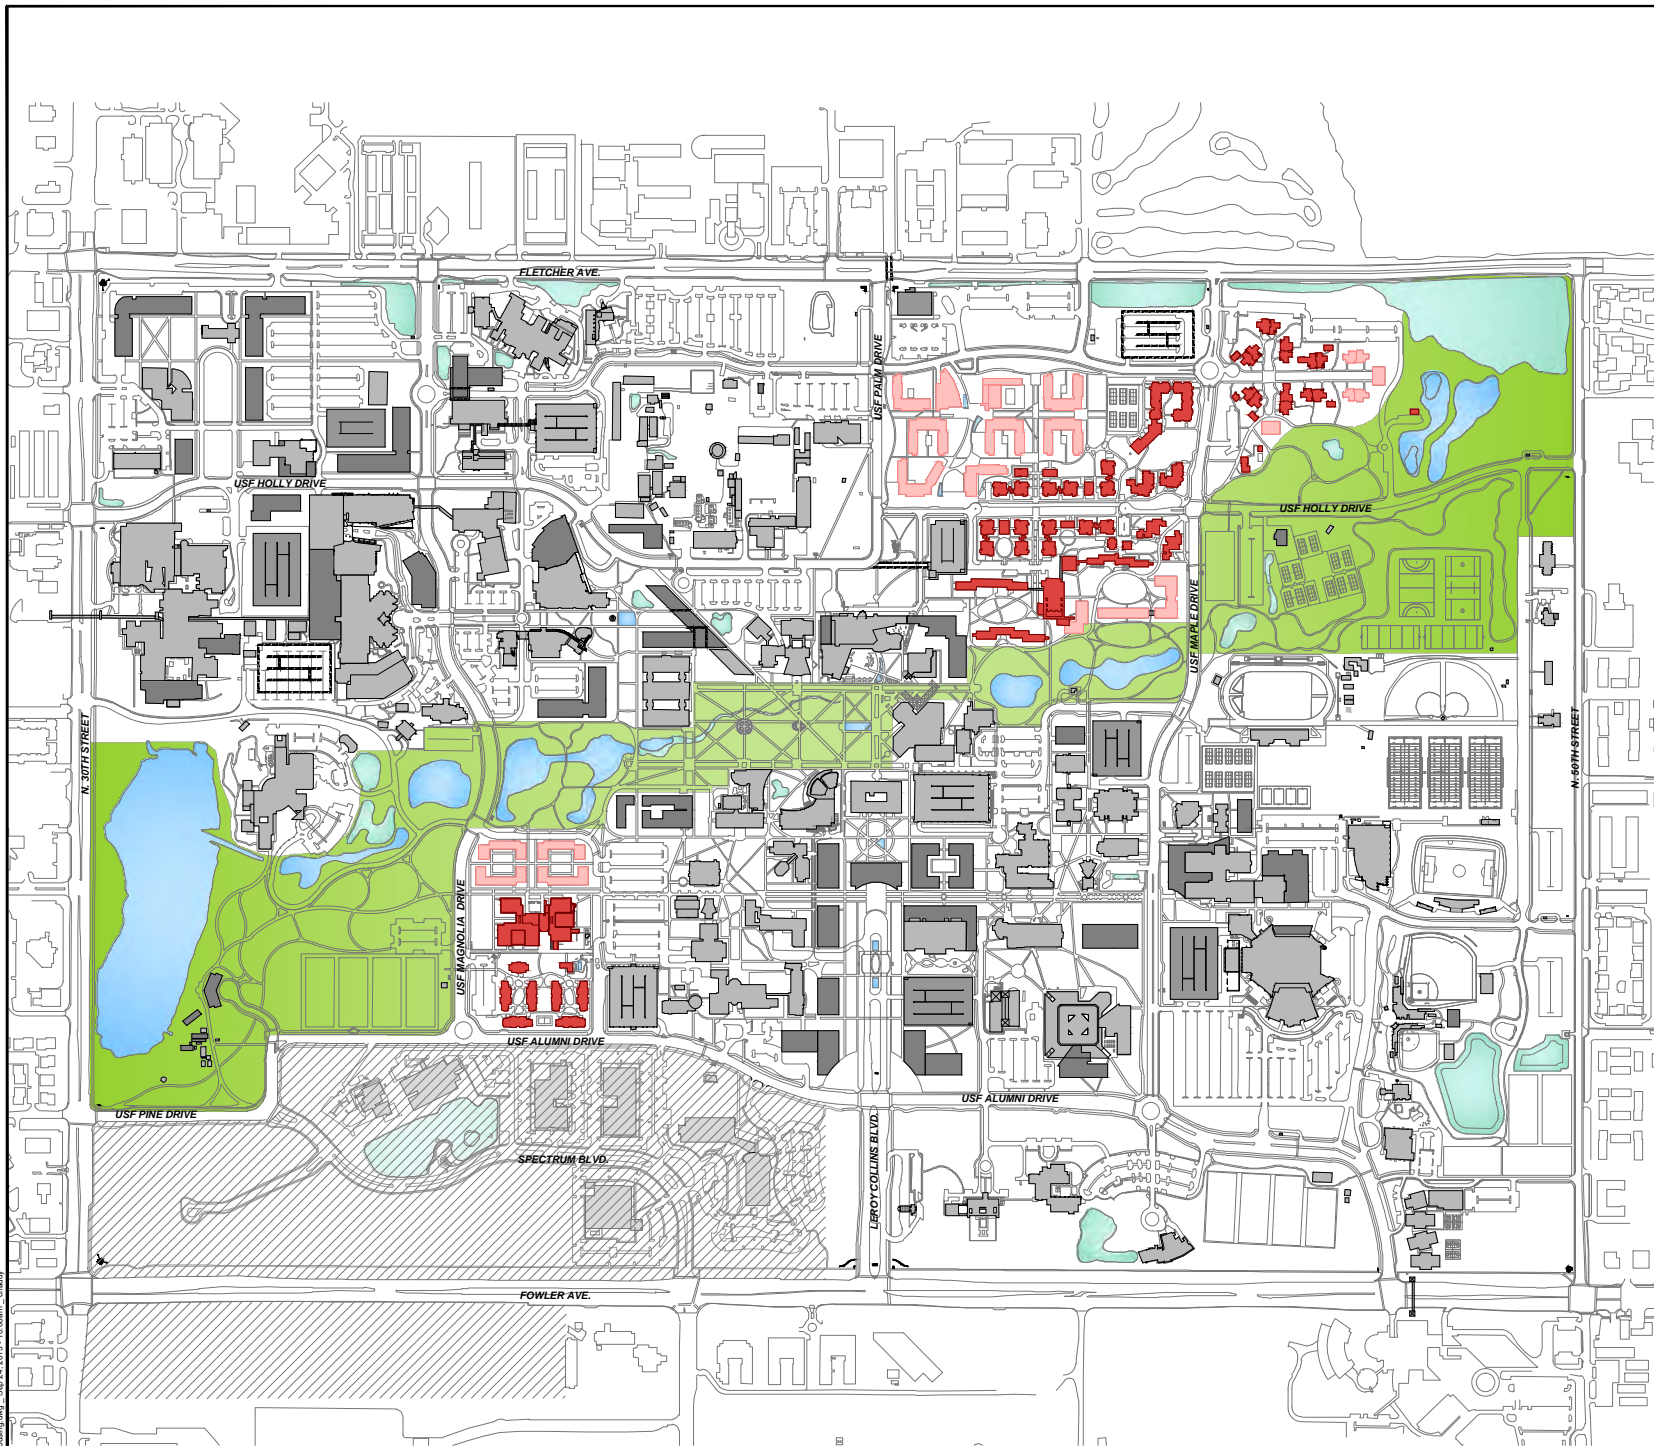 FLETCHER AVE.
USF PALM DRIVE
USF HOLLY DRIVE
USF HOLLY DRIVE
USF MAPLE DRIVE
N. 30TH STREET
N. 50TH STREET
USF MAGNOLIA DRIVE
USF ALUMNI DRIVE
USF ALUMNI DRIVE
USF PINE DRIVE
SPECTRUM BLVD.
LEROY COLLINS BLVD.
FOWLER AVE.